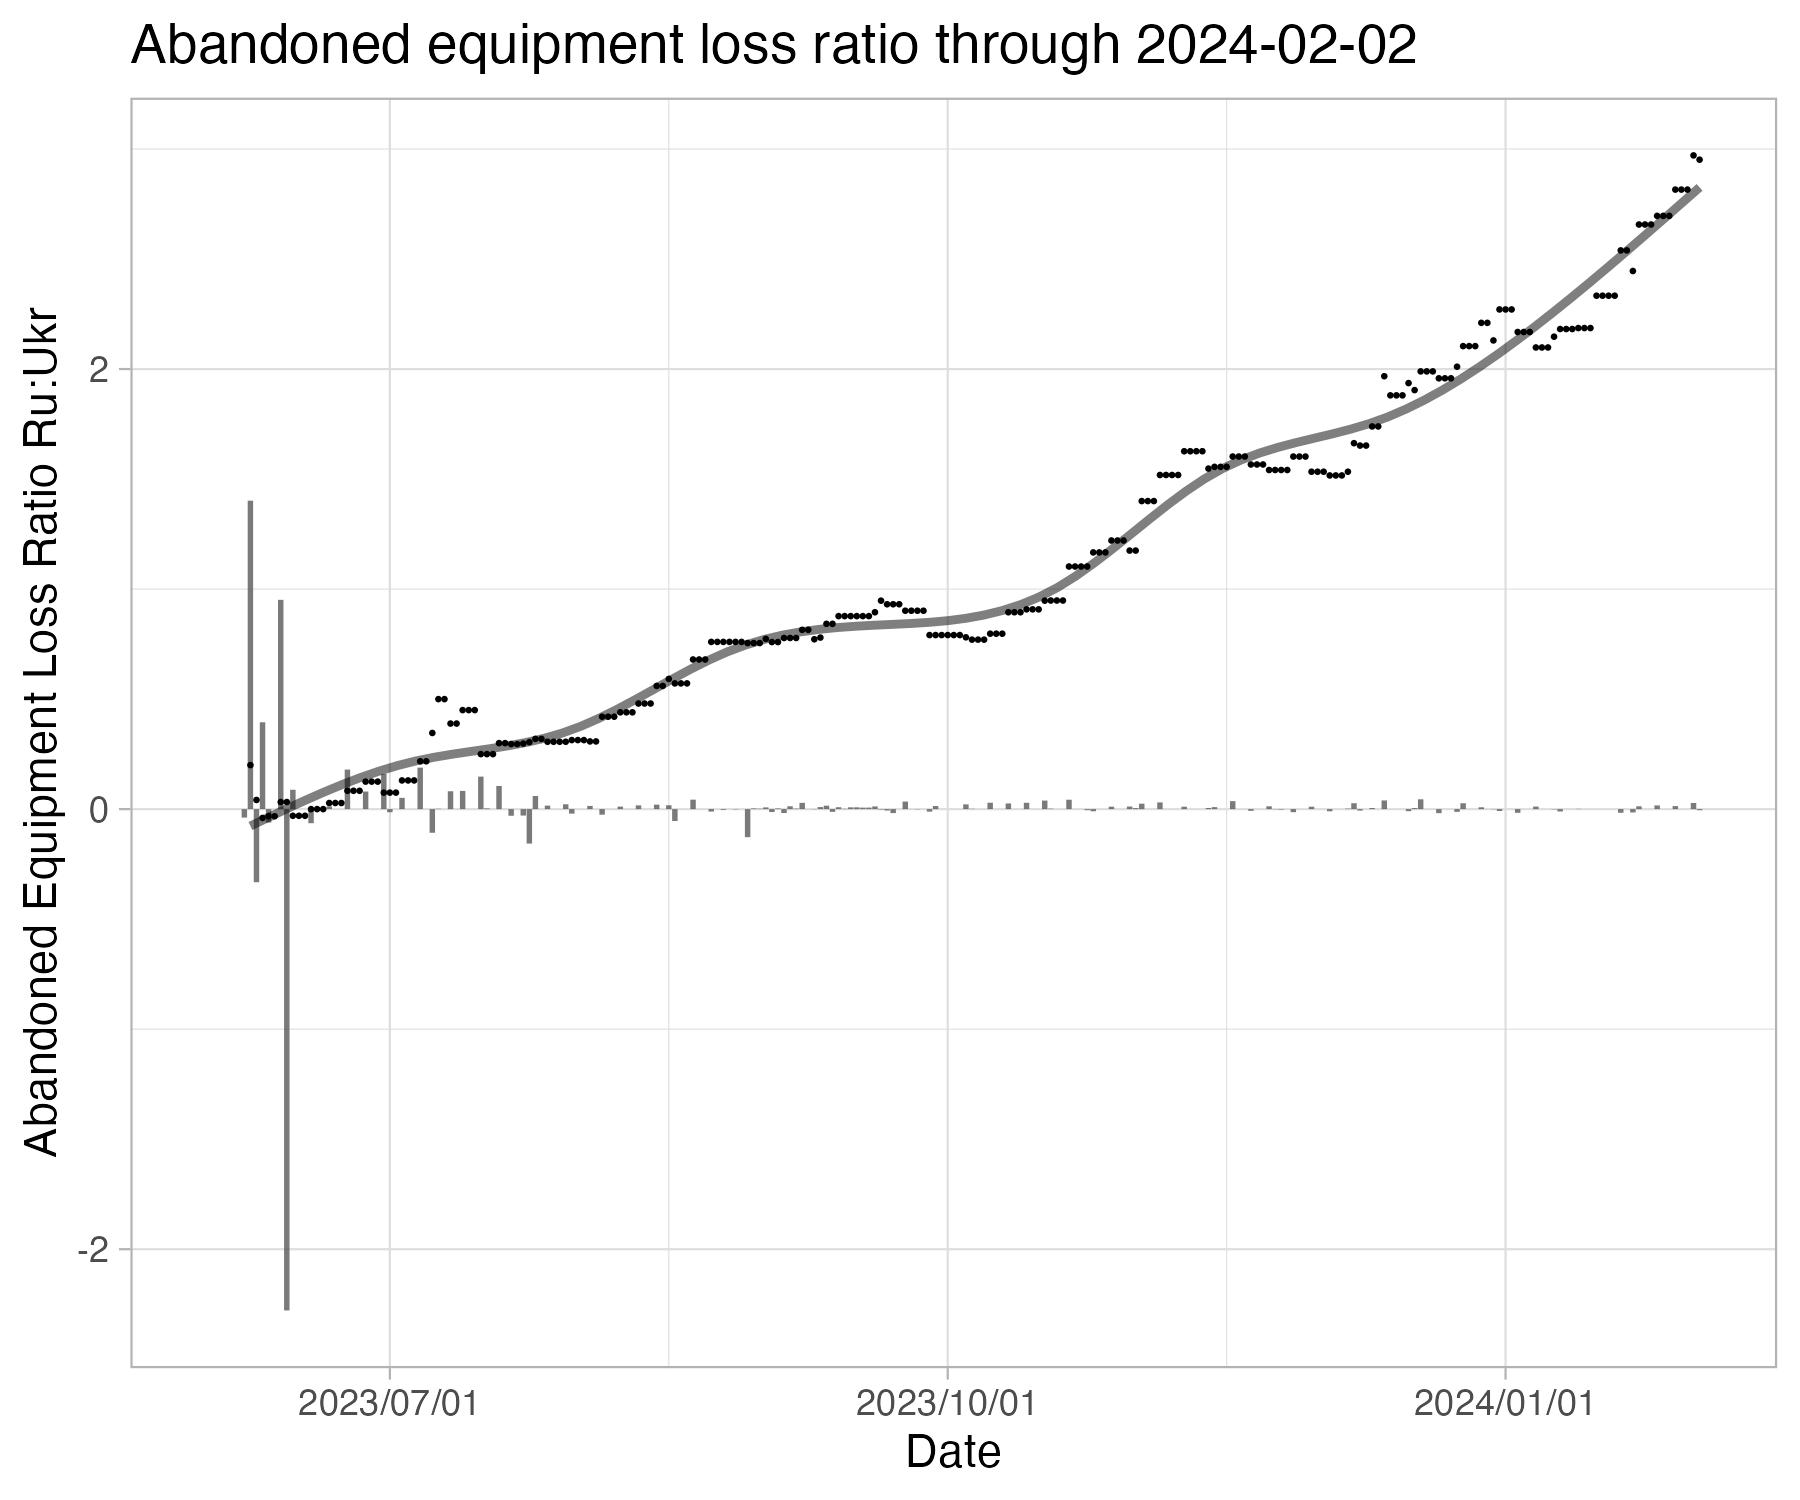 Abandoned equipment loss ratio through 2024-02-02
Abandoned Equipment Loss Ratio Ru:Ukr
2
0
-2
2023/07/01
2023/10/01
2024/01/01
Date